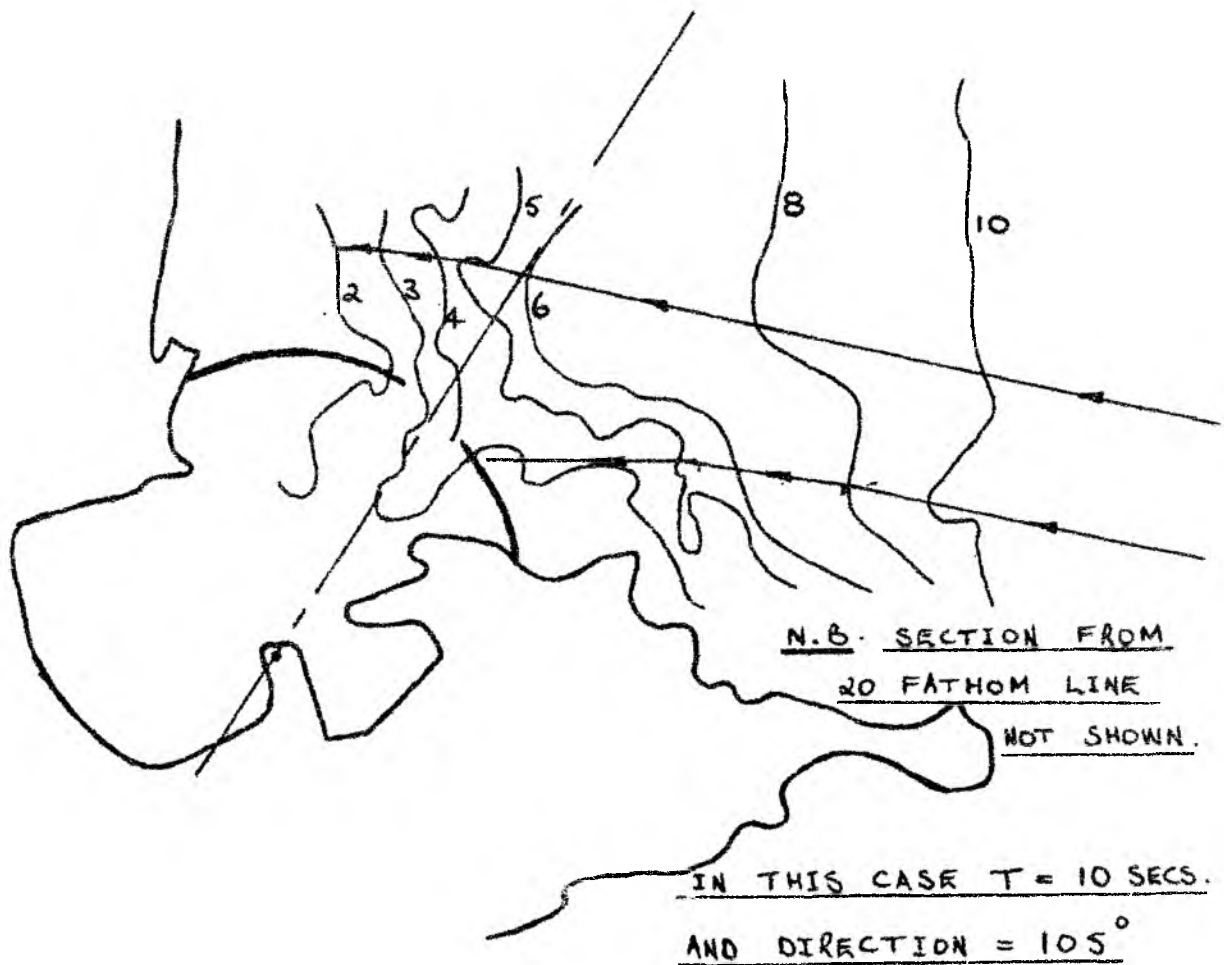 5
8
10
2
3
4
6
N.B. SECTION FROM
20 FATHOM LINE
NOT SHOWN.
IN THIS CASE T = 10 SECS.
AND DIRECTION = 105°